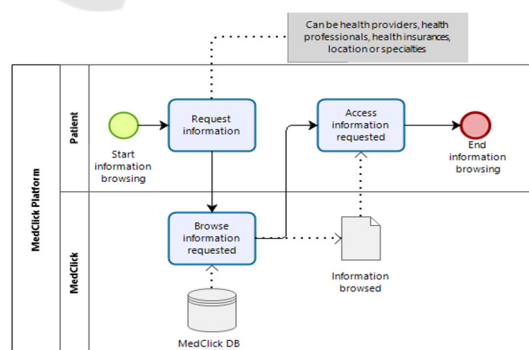 Can be health providers, health
professionals, health insurances,
location or specialties
MedClick Platform
Patient
Start
information
browsing
Request
information
Access
information
requested
End
information
browsing
MedClick
Browse
information
requested
Information
browsed
MedClick DB